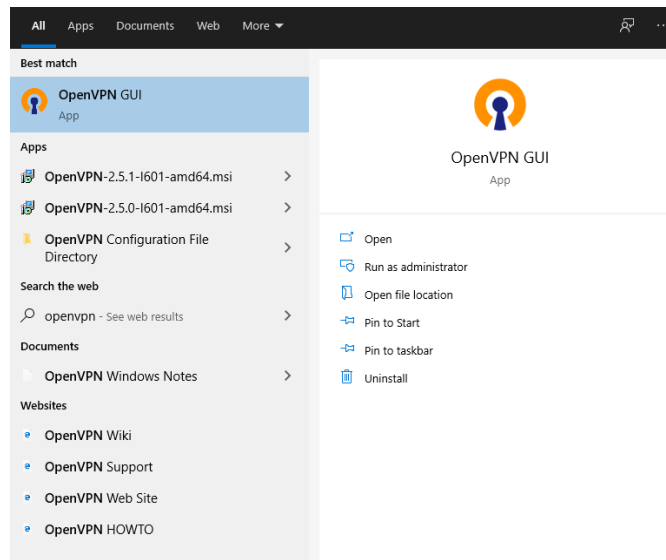 All Apps Documents Web More
Best match
OpenVPN GUI
App
Apps
OpenVPN-2.5.1-I601-amd64.msi
OpenVPN-2.5.0-I601-amd64.msi
OpenVPN Configuration File
Directory
Search the web
openvpn - See web results
Documents
OpenVPN Windows Notes
Websites
OpenVPN Wiki
OpenVPN Support
OpenVPN Web Site
OpenVPN HOWTO
OpenVPN GUI
App
Open
Run as administrator
Open file location
Pin to Start
Pin to taskbar
Uninstall